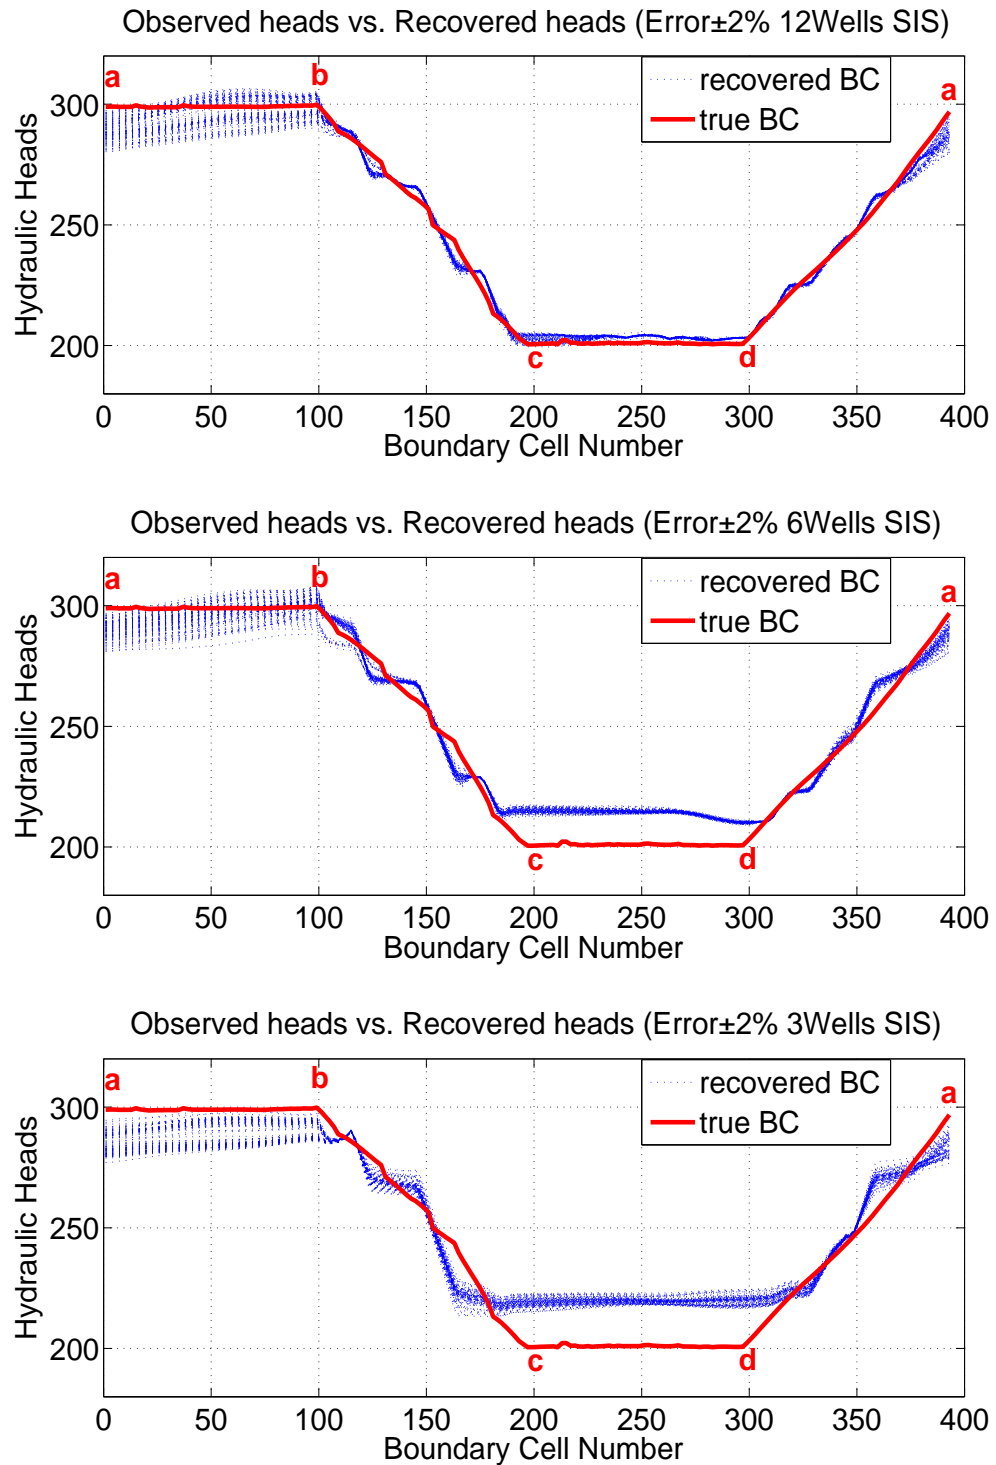 Observed heads vs. Recovered heads (Error±2% 12Wells SIS)
Hydraulic Heads
300
250
200
a
b
c
d
a
recovered BC
true BC
0 50 100 150 200 250 300 350 400
Boundary Cell Number
Observed heads vs. Recovered heads (Error±2% 6Wells SIS)
Hydraulic Heads
300
250
200
a
b
c
d
a
recovered BC
true BC
0 50 100 150 200 250 300 350 400
Boundary Cell Number
Observed heads vs. Recovered heads (Error±2% 3Wells SIS)
Hydraulic Heads
300
250
200
a
b
c
d
a
recovered BC
true BC
0 50 100 150 200 250 300 350 400
Boundary Cell Number